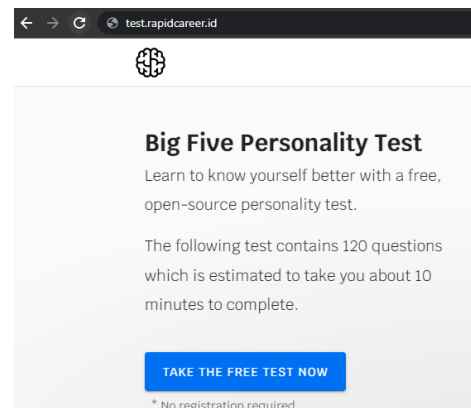 test.rapidcareer.id
Big Five Personality Test
Learn to know yourself better with a free,
open-source personality test.
The following test contains 120 questions
which is estimated to take you about 10
minutes to complete.
TAKE THE FREE TEST NOW
* No registration required